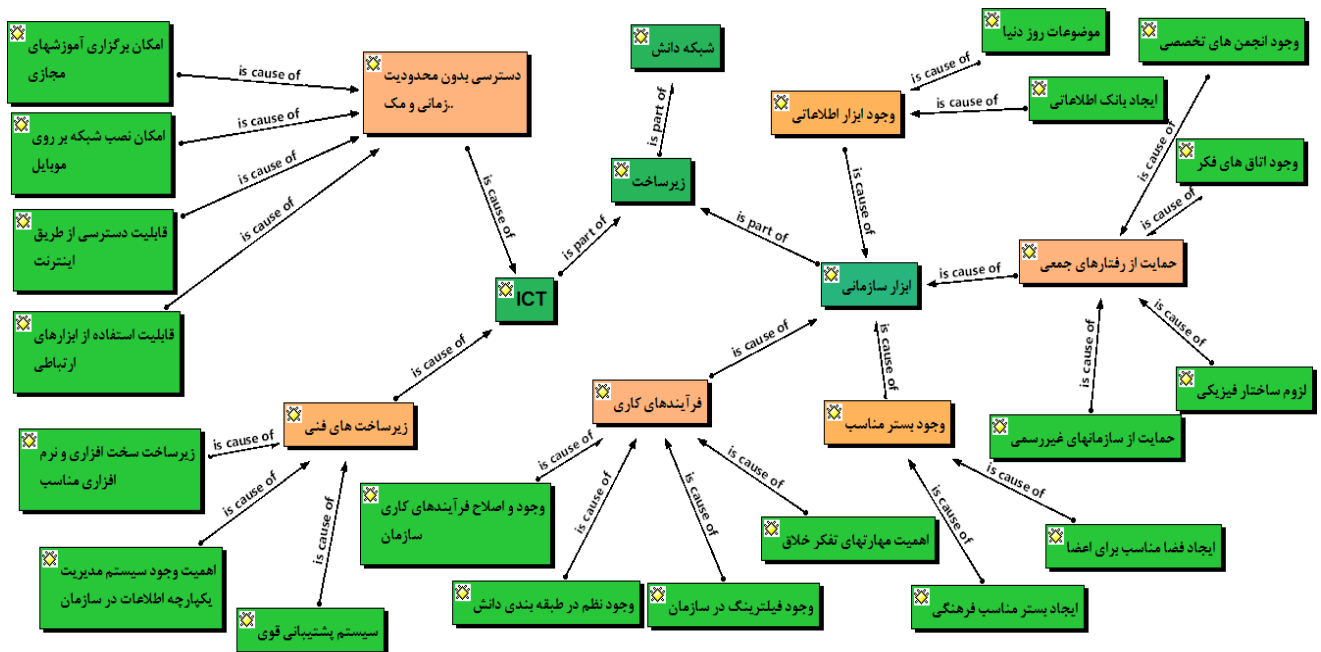 امکان برگزاری آموزشهای
مجازی
is cause of
دسترسی بدون محدودیت
زمانی و مک..
شبکه دانش
موضوعات روز دنیا
وجود انجمن های تخصصی
is cause of
وجود ابزار اطلاعاتی
is cause of
ایجاد بانک اطلاعاتی
امکان نصب شبکه بر روی
موبایل
is cause of
is part of
is cause of
وجود اتاق های فکر
is cause of
قابلیت دسترسی از طریق
اینترنت
is cause of
is cause of
is cause of
زیرساخت
is cause of
is part of
is part of
حمایت از رفتارهای جمعی
is cause of
ابزار سازمانی
ICT
قابلیت استفاده از ابزارهای
ارتباطی
is cause of
is cause of
is cause of
is cause of
is cause of
لزوم ساختار فیزیکی
زیرساخت های فنی
فرآیندهای کاری
وجود بستر مناسب
حمایت از سازمانهای غیررسمی
زیرساخت سخت افزاری و نرم
افزاری مناسب
is cause of
is cause of
is cause of
is cause of
is cause of
is cause of
is cause of
is cause of
is cause of
وجود و اصلاح فرآیندهای کاری
سازمان
اهمیت مهارتهای تفکر خلاق
ایجاد فضا مناسب برای اعضا
اهمیت وجود سیستم مدیریت
یکپارچه اطلاعات در سازمان
سیستم پشتیبانی قوی
وجود نظم در طبقه بندی دانش
وجود فیلترینگ در سازمان
ایجاد بستر مناسب فرهنگی